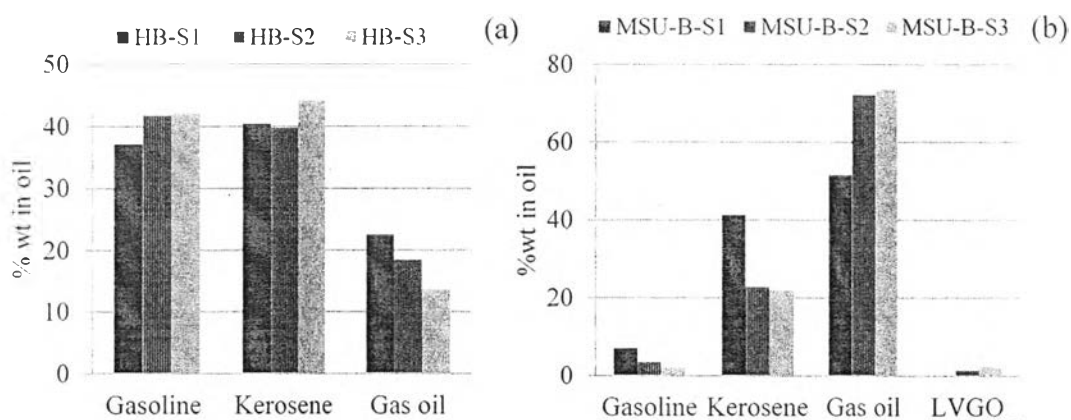 HB-S1 HB-S2 HB-S3 (a)
50
40
30
20
10
0
% wt in oil
Gasoline Kerosene Gas oil
MSU-B-S1 MSU-B-S2 MSU-B-S3 (b)
80
60
40
20
0
%wt in oil
Gasoline Kerosene Gas oil LVGO